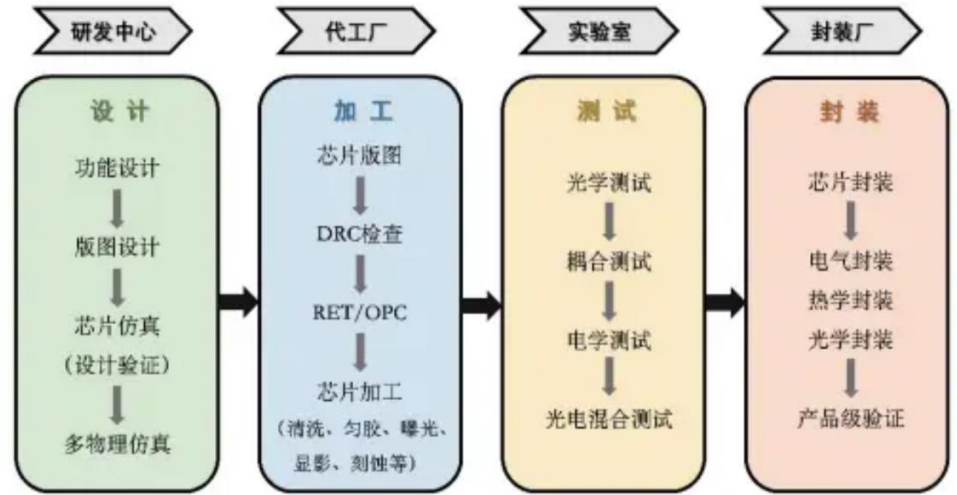 研发中心
代工厂
实验室
封装厂
设 计
功能设计
版图设计
芯片仿真
(设计验证)
多物理仿真
加 工
芯片版图
DRC检查
RET/OPC
芯片加工
(清洗、匀胶、曝光、
显影、刻蚀等)
测 试
光学测试
耦合测试
电学测试
光电混合测试
封 装
芯片封装
电气封装
热学封装
光学封装
产品级验证